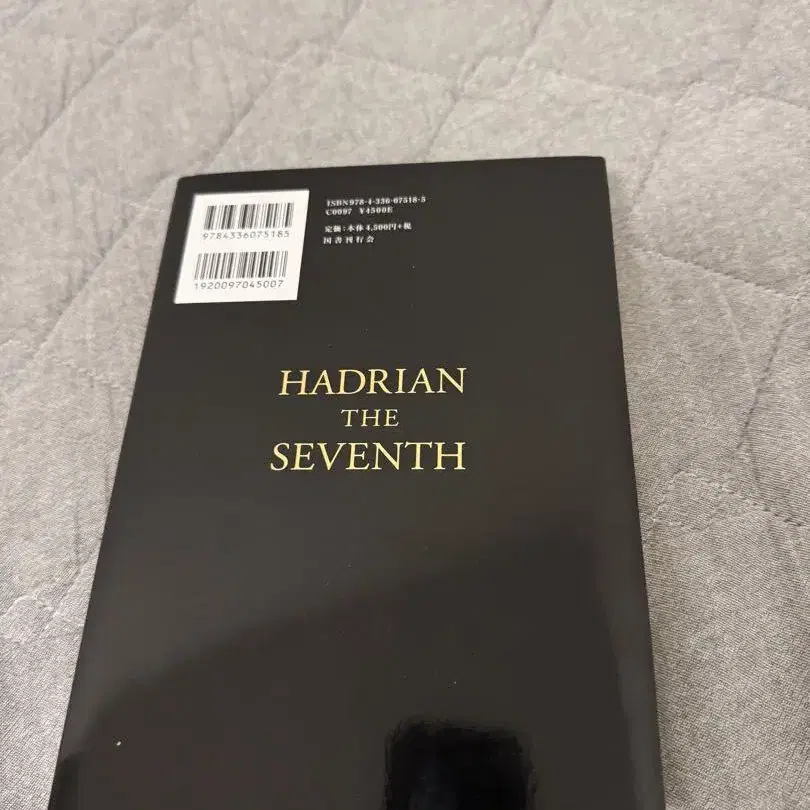 9784336075185
1920097045007
ISBN978-4-336-07518-5
C0097 ¥4500E
定価：本体4,500円+税
国書刊行会
HADRIAN
THE
SEVENTH